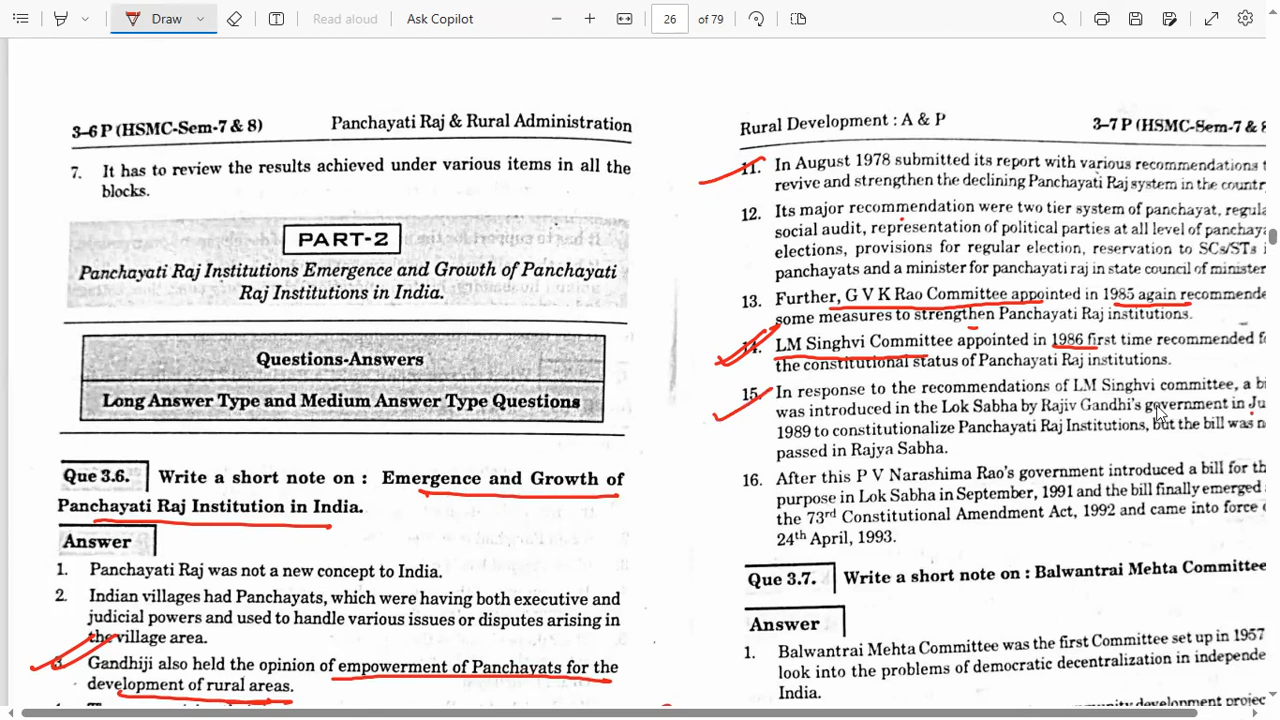 Draw
Read aloud
Ask Copilot
26
of 79
3–6 P (HSMC-Sem-7 & 8)
Panchayati Raj & Rural Administration
7. It has to review the results achieved under various items in all the
blocks.
PART-2
Panchayati Raj Institutions Emergence and Growth of Panchayati
Raj Institutions in India.
Questions-Answers
Long Answer Type and Medium Answer Type Questions
Que 3.6. Write a short note on : Emergence and Growth of
Panchayati Raj Institution in India.
Answer
1. Panchayati Raj was not a new concept to India.
2. Indian villages had Panchayats, which were having both executive and
judicial powers and used to handle various issues or disputes arising in
the village area.
3. Gandhiji also held the opinion of empowerment of Panchayats for the
development of rural areas.
Rural Development : A & P
3–7 P (HSMC-Sem-7 & 8
11. In August 1978 submitted its report with various recommendations t
revive and strengthen the declining Panchayati Raj system in the countr
12. Its major recommendation were two tier system of panchayat, regula
social audit, representation of political parties at all level of panchaya
elections, provisions for regular election, reservation to SCs/STs i
panchayats and a minister for panchayati raj in state council of minister
13. Further, G V K Rao Committee appointed in 1985 again recommende
some measures to strengthen Panchayati Raj institutions.
14. LM Singhvi Committee appointed in 1986 first time recommended fo
the constitutional status of Panchayati Raj institutions.
15. In response to the recommendations of LM Singhvi committee, a bi
was introduced in the Lok Sabha by Rajiv Gandhi's government in Ju
1989 to constitutionalize Panchayati Raj Institutions, but the bill was n
passed in Rajya Sabha.
16. After this P V Narashima Rao's government introduced a bill for th
purpose in Lok Sabha in September, 1991 and the bill finally emerged a
the 73rd Constitutional Amendment Act, 1992 and came into force o
24th April, 1993.
Que 3.7. Write a short note on : Balwantrai Mehta Committee
Answer
1. Balwantrai Mehta Committee was the first Committee set up in 1957
look into the problems of democratic decentralization in independe
India.